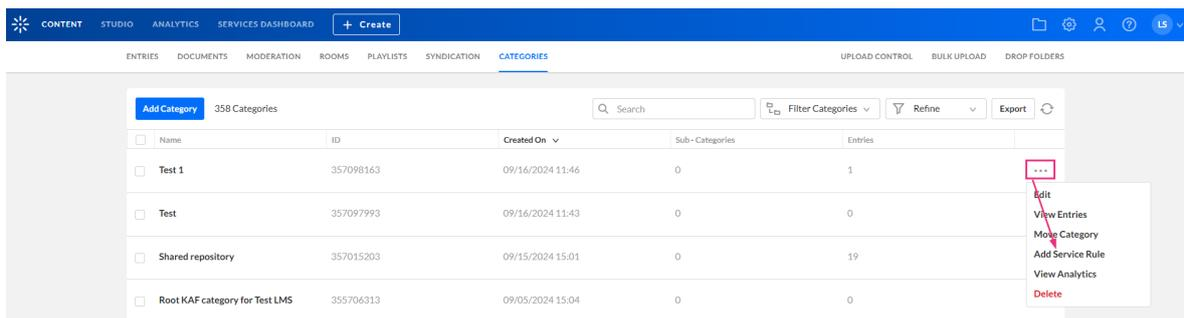 CONTENT STUDIO ANALYTICS SERVICES DASHBOARD + Create LS
ENTRIES DOCUMENTS MODERATION ROOMS PLAYLISTS SYNDICATION CATEGORIES UPLOAD CONTROL BULK UPLOAD DROP FOLDERS
Add Category 358 Categories Search Filter Categories Refine Export
Name ID Created On Sub-Categories Entries
Test 1 357098163 09/16/2024 11:46 0 1 ...
Edit
Test 357097993 09/16/2024 11:43 0 0 View Entries
Move Category
Shared repository 357015203 09/15/2024 15:01 0 19 Add Service Rule
View Analytics
Root KAF category for Test LMS 355706313 09/05/2024 15:04 0 0 Delete